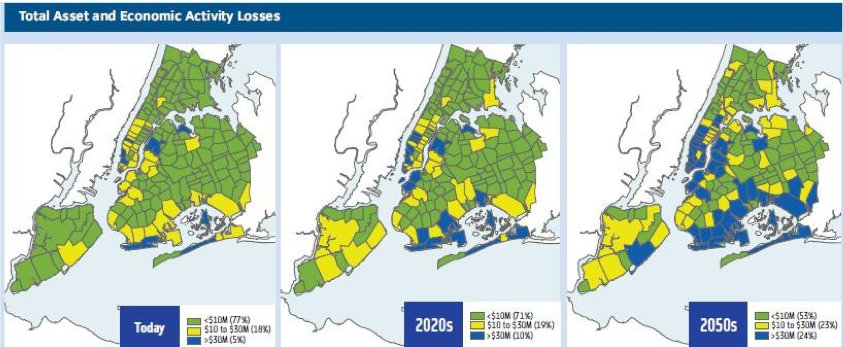 Total Asset and Economic Activity Losses
Today
<$10M (77%)
$10 to $30M (18%)
>$30M (5%)
2020s
<$10M (71%)
$10 to $30M (19%)
>$30M (10%)
2050s
<$10M (53%)
$10 to $30M (23%)
>$30M (24%)